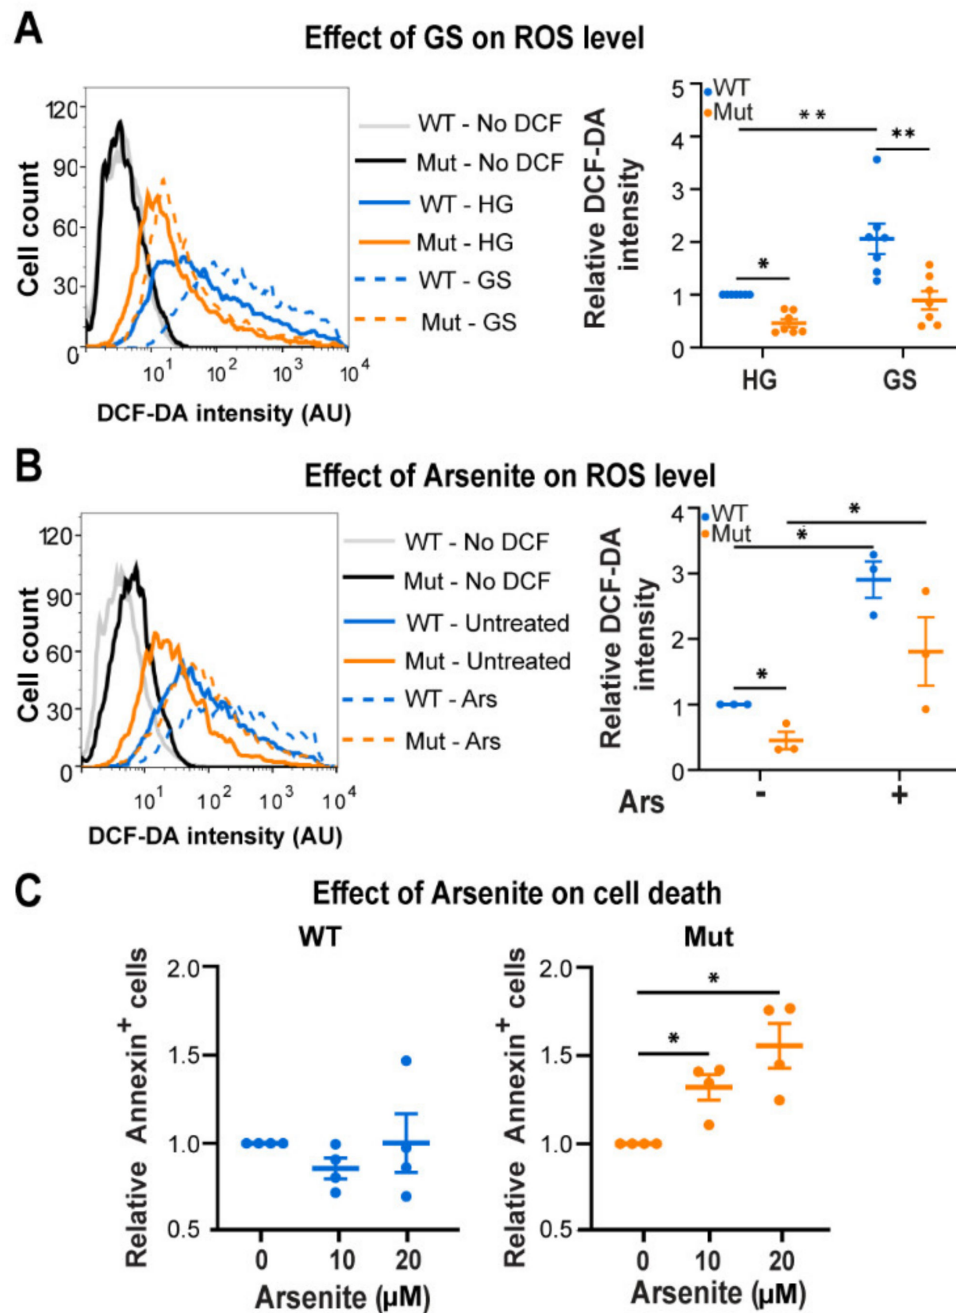 A
Effect of GS on ROS level
120
90
60
30
0
Cell count
10¹ 10² 10³ 10⁴
DCF-DA intensity (AU)
WT - No DCF
Mut - No DCF
WT - HG
Mut - HG
WT - GS
Mut - GS
Relative DCF-DA
intensity
5
4
3
2
1
0
WT
Mut
**
**
*
HG GS
B
Effect of Arsenite on ROS level
120
90
60
30
0
Cell count
10¹ 10² 10³ 10⁴
DCF-DA intensity (AU)
WT - No DCF
Mut - No DCF
WT - Untreated
Mut - Untreated
WT - Ars
Mut - Ars
Relative DCF-DA
intensity
4
3
2
1
0
WT
Mut
*
*
*
Ars - +
C
Effect of Arsenite on cell death
WT
Relative Annexin⁺ cells
2.0
1.5
1.0
0.5
0 10 20
Arsenite (µM)
Mut
Relative Annexin⁺ cells
2.0
1.5
1.0
0.5
*
*
0 10 20
Arsenite (µM)